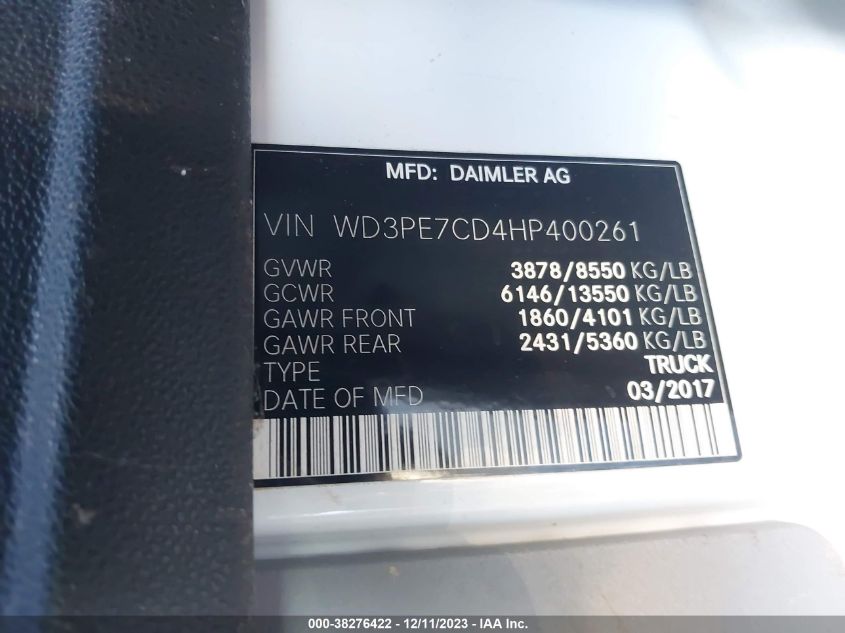 MFD: DAIMLER AG
VIN WD3PE7CD4HP400261
GVWR 3878/8550 KG/LB
GCWR 6146/13550 KG/LB
GAWR FRONT 1860/4101 KG/LB
GAWR REAR 2431/5360 KG/LB
TYPE TRUCK
DATE OF MFD 03/2017
000-38276422 - 12/11/2023 - IAA Inc.